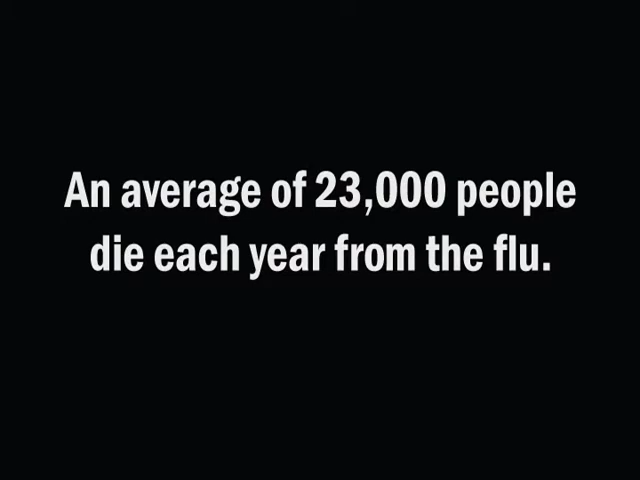 An average of 23,000 people
die each year from the flu.